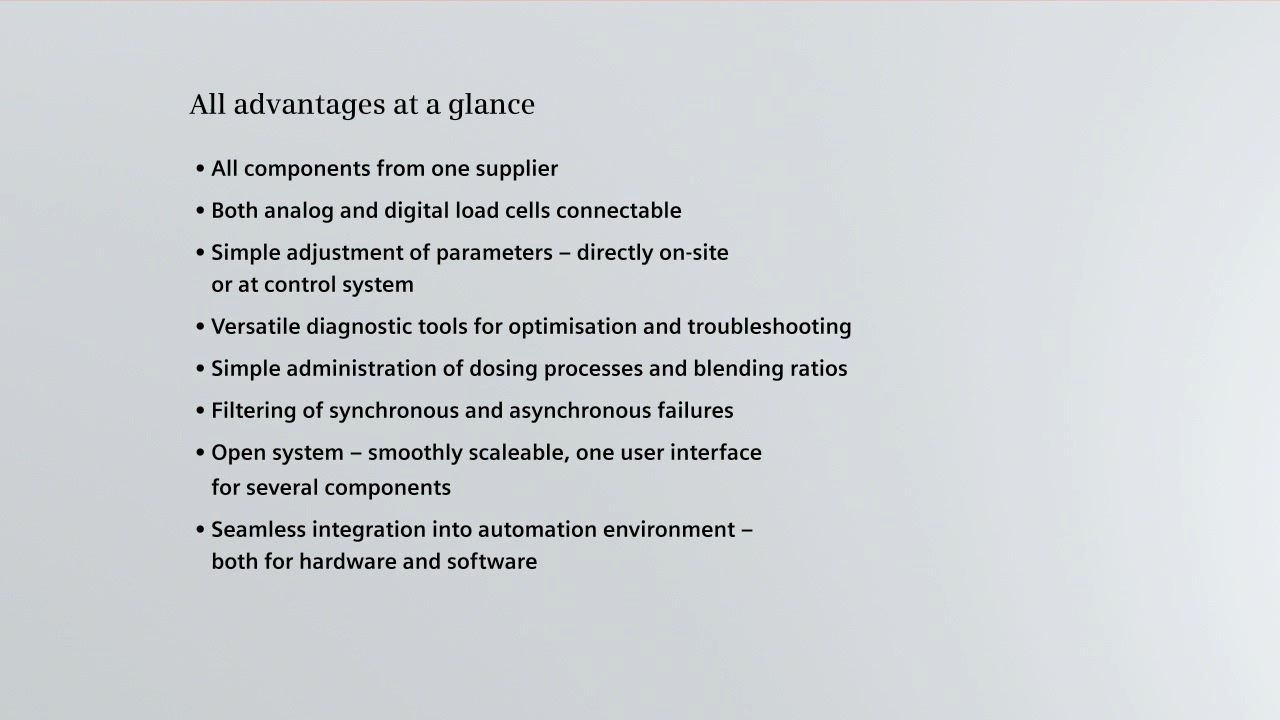 All advantages at a glance
• All components from one supplier
• Both analog and digital load cells connectable
• Simple adjustment of parameters – directly on-site
or at control system
• Versatile diagnostic tools for optimisation and troubleshooting
• Simple administration of dosing processes and blending ratios
• Filtering of synchronous and asynchronous failures
• Open system – smoothly scaleable, one user interface
for several components
• Seamless integration into automation environment –
both for hardware and software